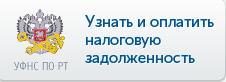 Узнать и оплатить
налоговую
задолженность
УФНС ПО РТ